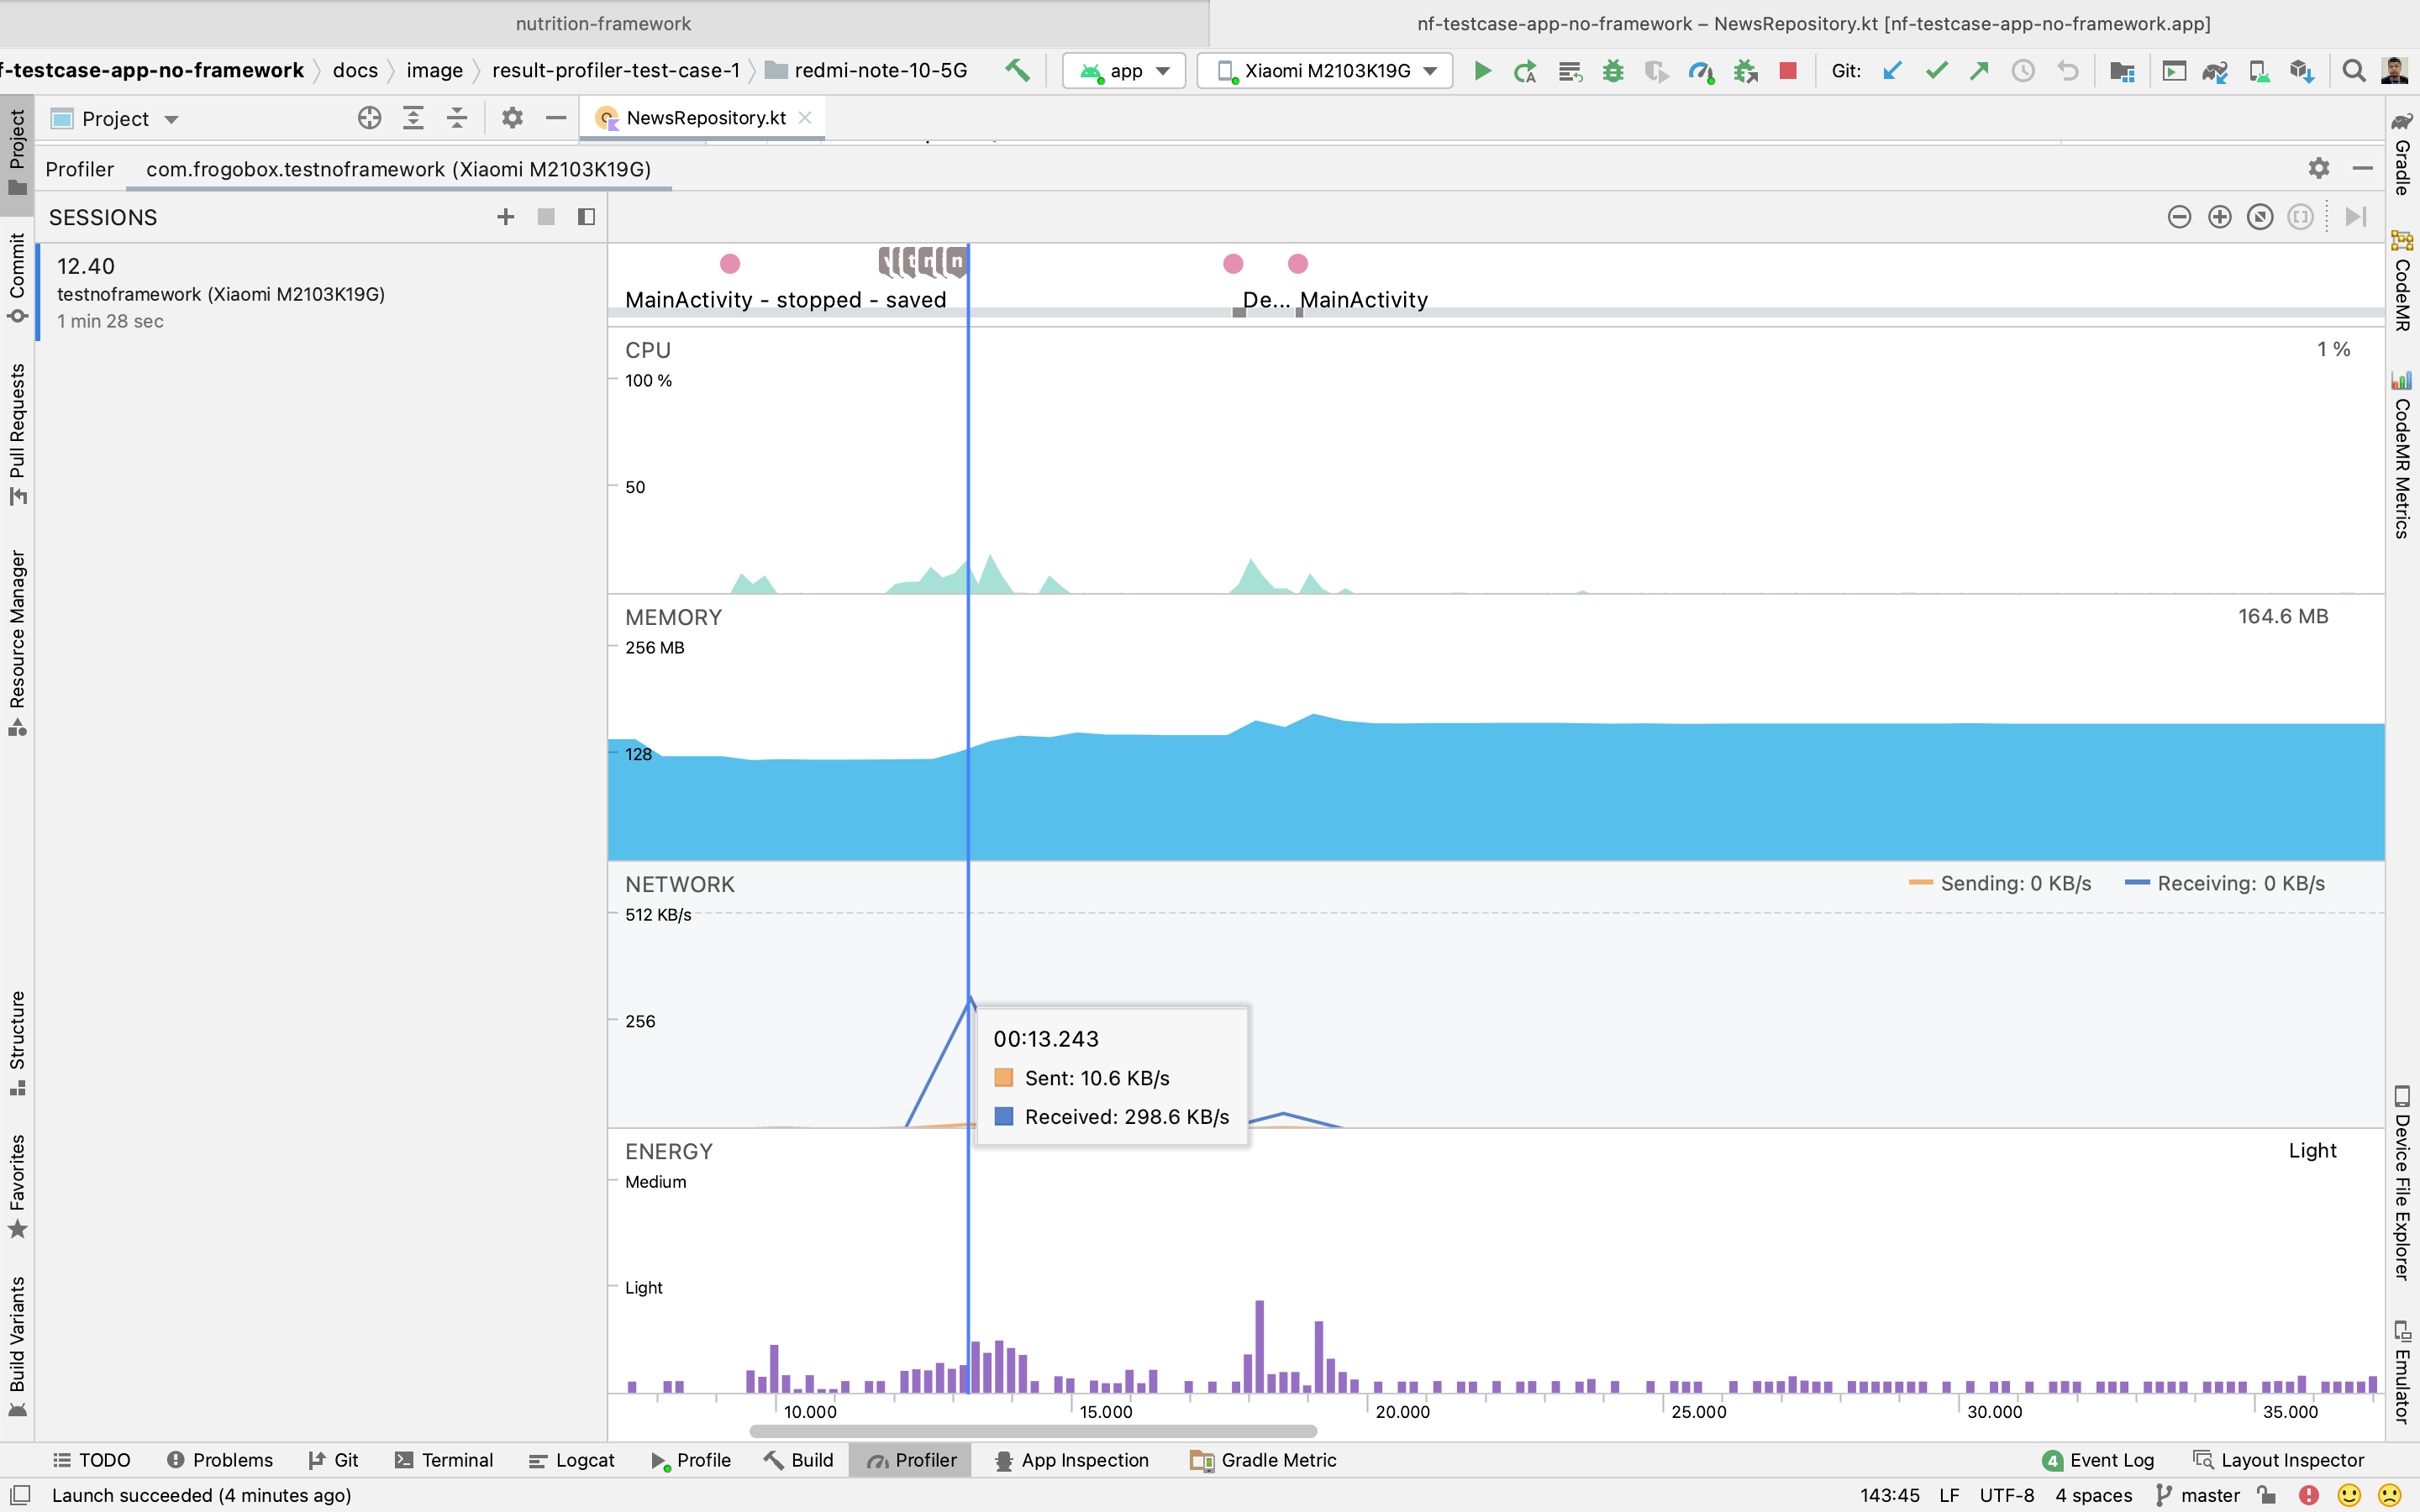 nutrition-framework
nf-testcase-app-no-framework – NewsRepository.kt [nf-testcase-app-no-framework.app]
f-testcase-app-no-framework
docs
image
result-profiler-test-case-1
redmi-note-10-5G
app
Xiaomi M2103K19G
Git:
Project
NewsRepository.kt
Profiler
com.frogobox.testnoframework (Xiaomi M2103K19G)
SESSIONS
12.40
testnoframework (Xiaomi M2103K19G)
1 min 28 sec
MainActivity - stopped - saved
De...
MainActivity
CPU
1 %
100 %
50
MEMORY
164.6 MB
256 MB
128
NETWORK
Sending: 0 KB/s
Receiving: 0 KB/s
512 KB/s
256
00:13.243
Sent: 10.6 KB/s
Received: 298.6 KB/s
ENERGY
Light
Medium
Light
10.000
15.000
20.000
25.000
30.000
35.000
Project
Commit
Pull Requests
Resource Manager
Structure
Favorites
Build Variants
Gradle
CodeMR
CodeMR Metrics
Device File Explorer
Emulator
TODO
Problems
Git
Terminal
Logcat
Profile
Build
Profiler
App Inspection
Gradle Metric
4 Event Log
Layout Inspector
Launch succeeded (4 minutes ago)
143:45
LF
UTF-8
4 spaces
master